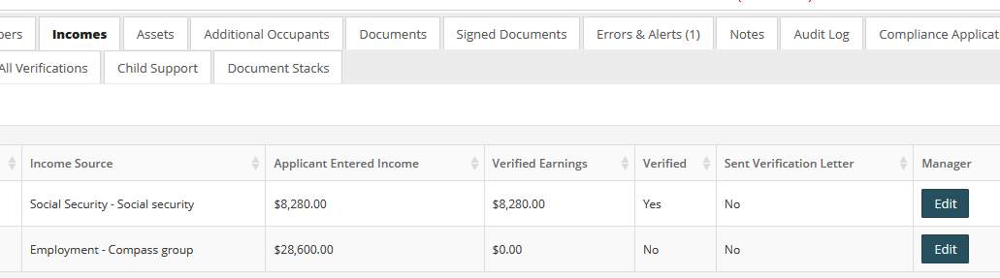 bers Incomes Assets Additional Occupants Documents Signed Documents Errors & Alerts (1) Notes Audit Log Compliance Applicati
All Verifications Child Support Document Stacks
Income Source Applicant Entered Income Verified Earnings Verified Sent Verification Letter Manager
Social Security - Social security $8,280.00 $8,280.00 Yes No Edit
Employment - Compass group $28,600.00 $0.00 No No Edit